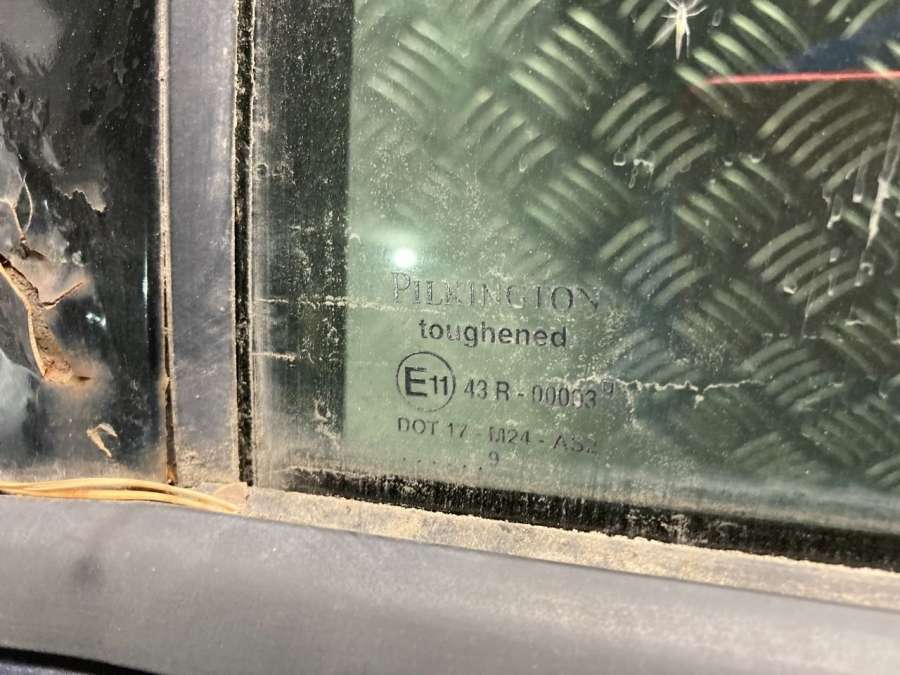 PILKINGTON
toughened
E11 43 R - 00003
DOT 17 - M24 - AS2
. . . . . . 9